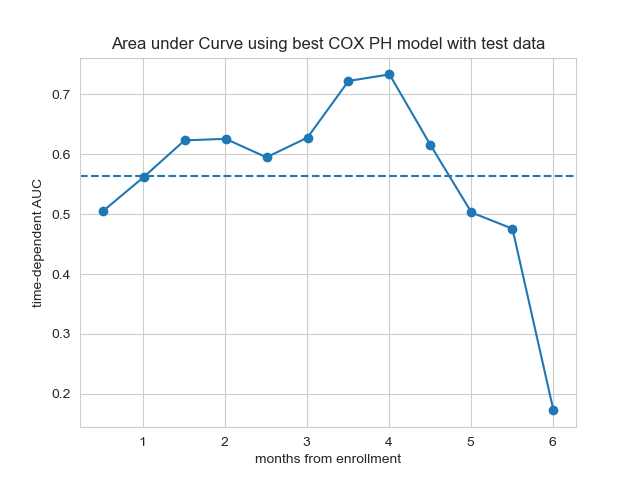 Area under Curve using best COX PH model with test data
time-dependent AUC
0.7
0.6
0.5
0.4
0.3
0.2
1 2 3 4 5 6
months from enrollment